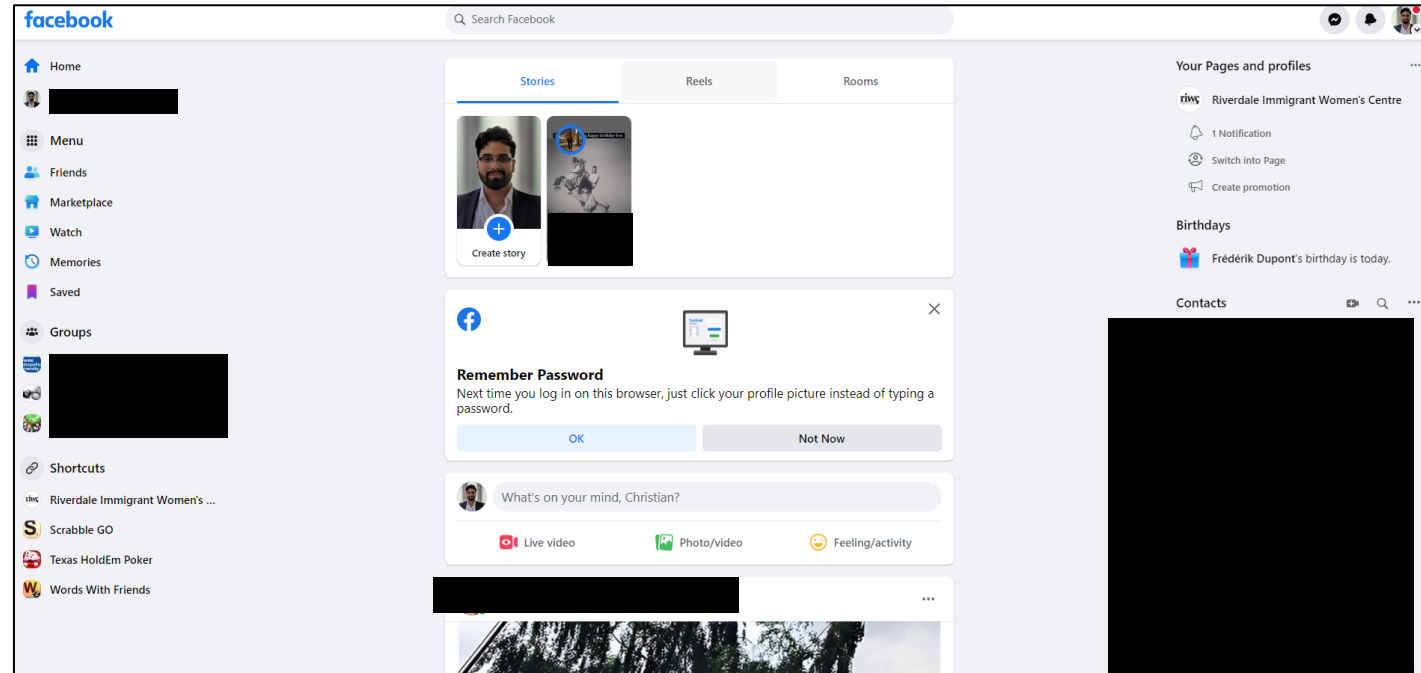 facebook
Search Facebook
Home
Menu
Friends
Marketplace
Watch
Memories
Saved
Groups
Shortcuts
riwc Riverdale Immigrant Women's ...
Scrabble GO
Texas HoldEm Poker
Words With Friends
Stories Reels Rooms
happy birthday
Create story
Remember Password
Next time you log in on this browser, just click your profile picture instead of typing a
password.
OK Not Now
What's on your mind, Christian?
Live video Photo/video Feeling/activity
Your Pages and profiles
riwc Riverdale Immigrant Women's Centre
1 Notification
Switch into Page
Create promotion
Birthdays
Frédérik Dupont's birthday is today.
Contacts